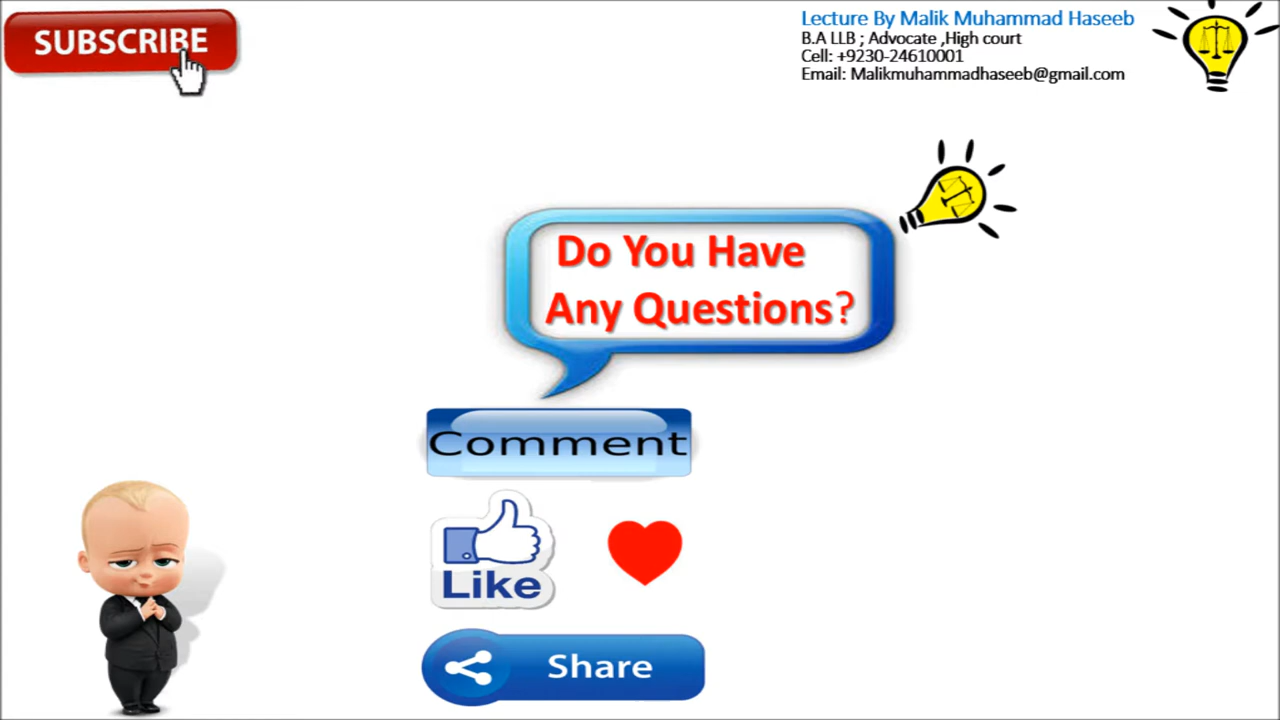 SUBSCRIBE
Lecture By Malik Muhammad Haseeb
B.A LLB ; Advocate ,High court
Cell: +9230-24610001
Email: Malikmuhammadhaseeb@gmail.com
Do You Have
Any Questions?
Comment
Like
Share